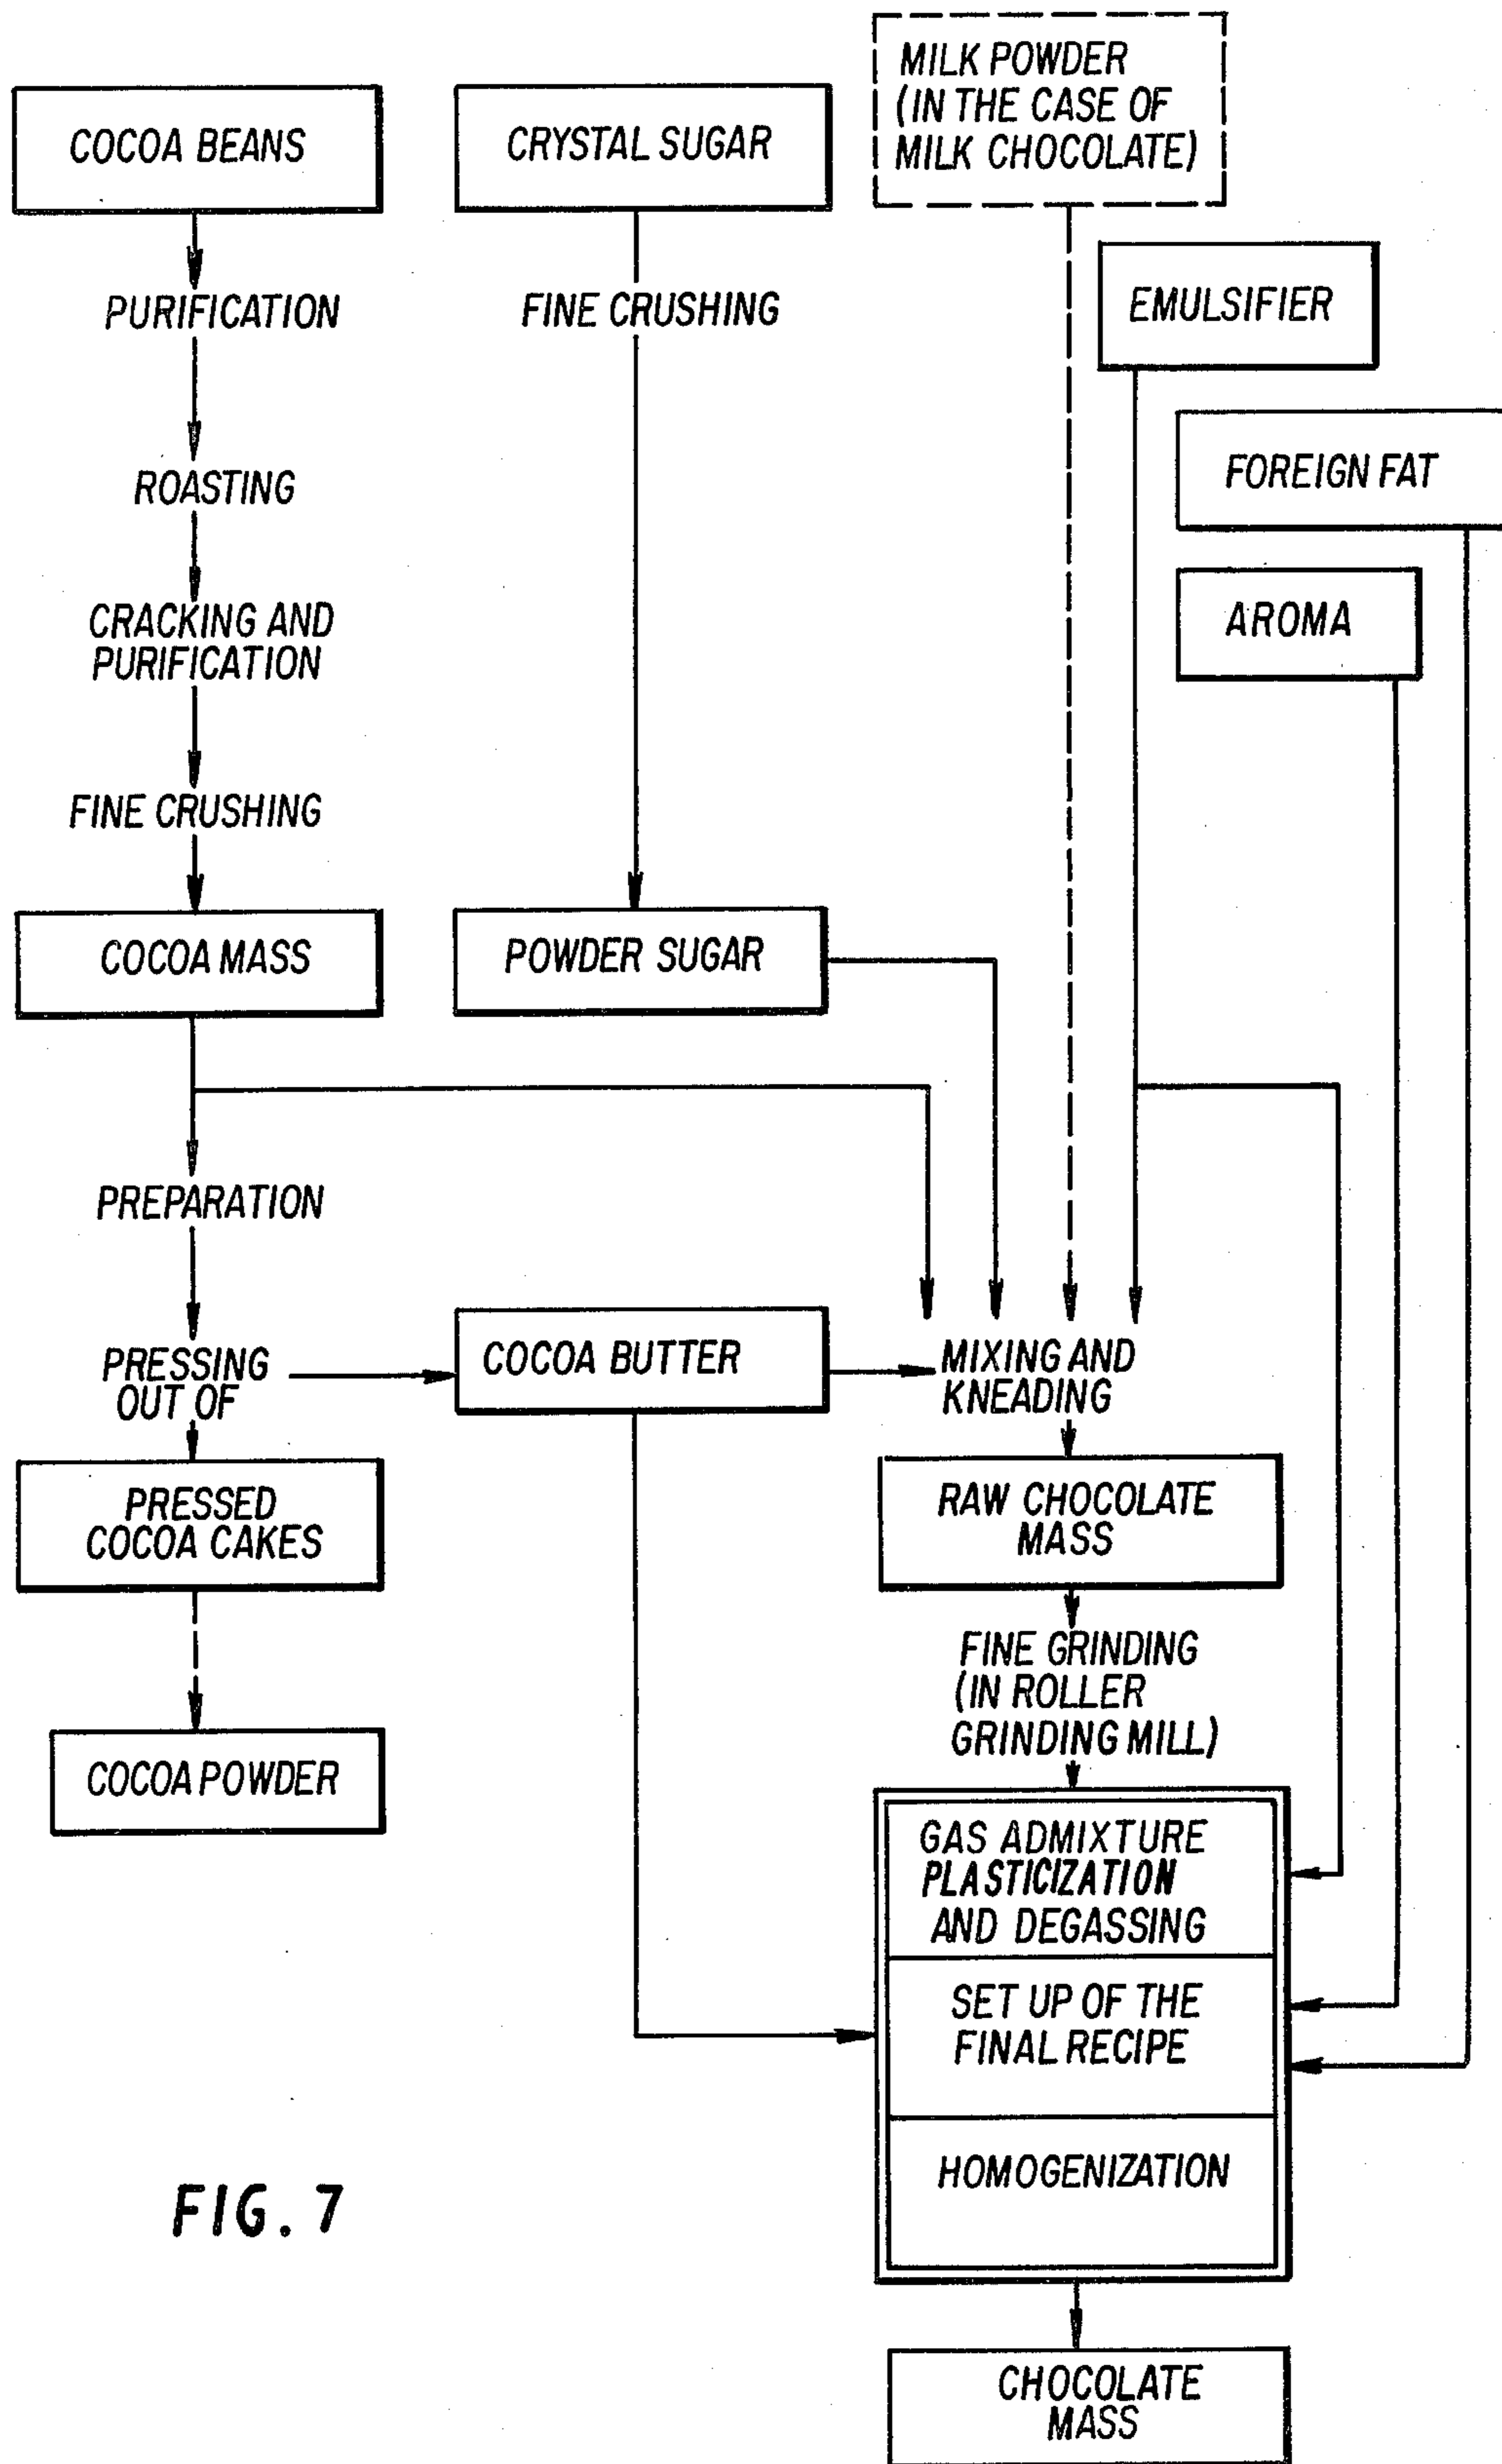 MILK POWDER
(IN THE CASE OF
MILK CHOCOLATE)
COCOA BEANS
CRYSTAL SUGAR
EMULSIFIER
PURIFICATION
FINE CRUSHING
FOREIGN FAT
ROASTING
AROMA
CRACKING AND
PURIFICATION
FINE CRUSHING
COCOA MASS
POWDER SUGAR
PREPARATION
PRESSING
OUT OF
COCOA BUTTER
MIXING AND
KNEADING
PRESSED
COCOA CAKES
RAW CHOCOLATE
MASS
FINE GRINDING
(IN ROLLER
GRINDING MILL)
COCOA POWDER
GAS ADMIXTURE
PLASTICIZATION
AND DEGASSING
SET UP OF THE
FINAL RECIPE
HOMOGENIZATION
FIG. 7
CHOCOLATE
MASS